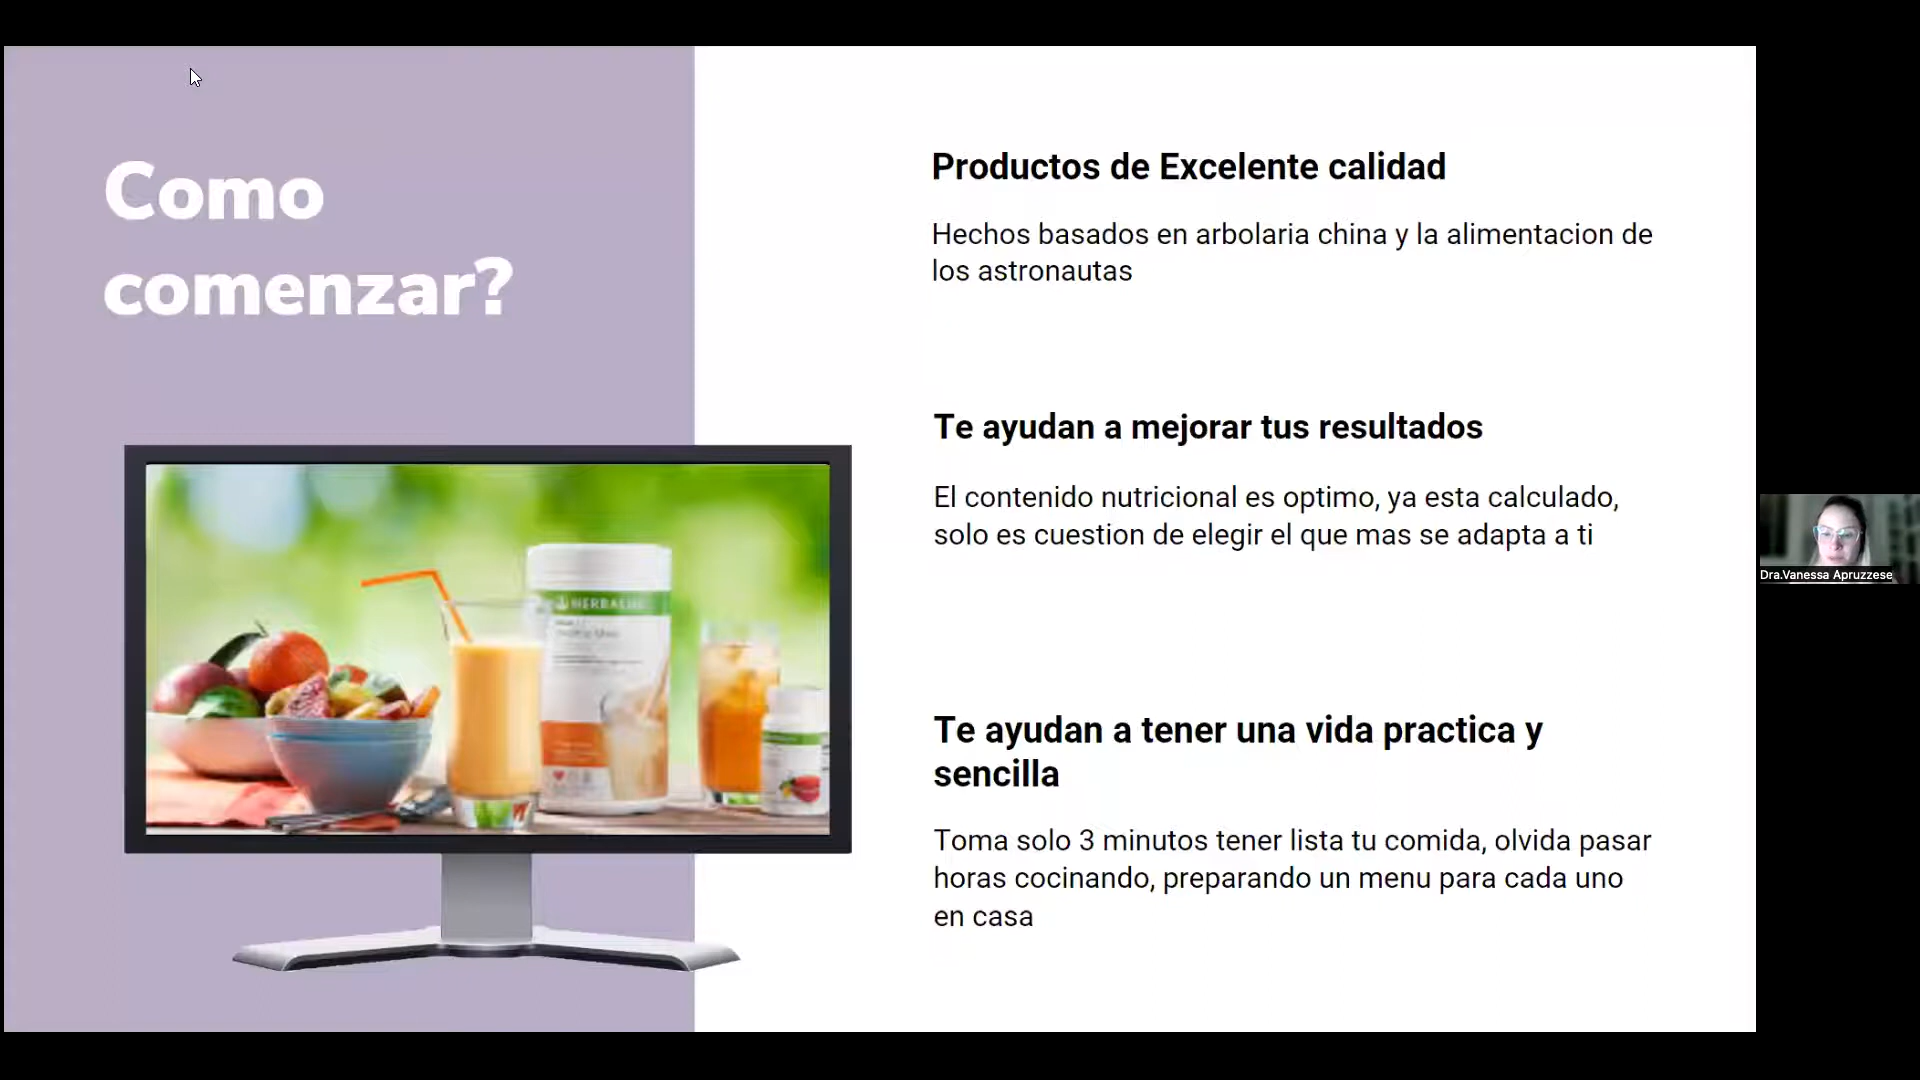 Como
comenzar?
Productos de Excelente calidad
Hechos basados en arbolaria china y la alimentacion de
los astronautas
Te ayudan a mejorar tus resultados
El contenido nutricional es optimo, ya esta calculado,
solo es cuestion de elegir el que mas se adapta a ti
Te ayudan a tener una vida practica y
sencilla
Toma solo 3 minutos tener lista tu comida, olvida pasar
horas cocinando, preparando un menu para cada uno
en casa
HERBALIFE
Dra.Vanessa Apruzzese